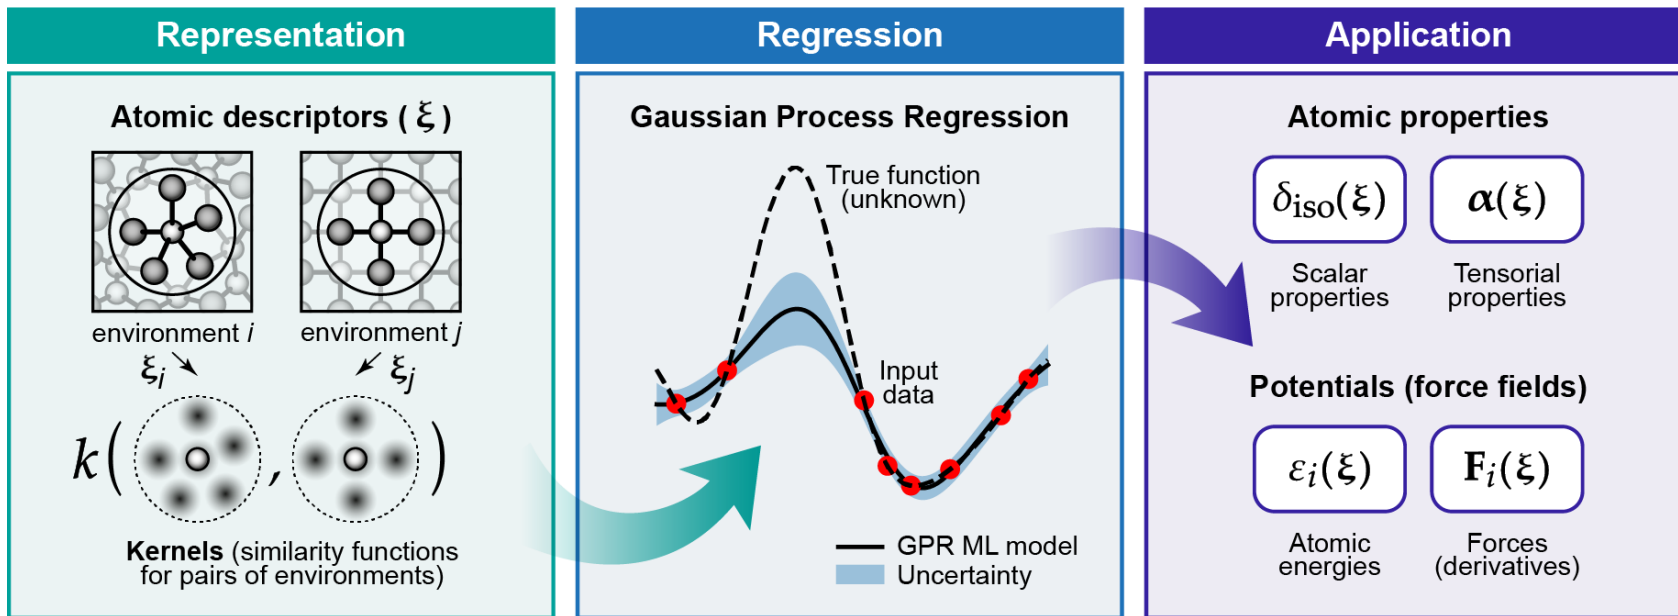 Representation
Atomic descriptors ( ξ )
environment i
environment j
ξi
ξj
k ( , )
Kernels (similarity functions
for pairs of environments)
Regression
Gaussian Process Regression
True function
(unknown)
Input
data
GPR ML model
Uncertainty
Application
Atomic properties
δiso(ξ)
α(ξ)
Scalar
properties
Tensorial
properties
Potentials (force fields)
εi(ξ)
Fi(ξ)
Atomic
energies
Forces
(derivatives)